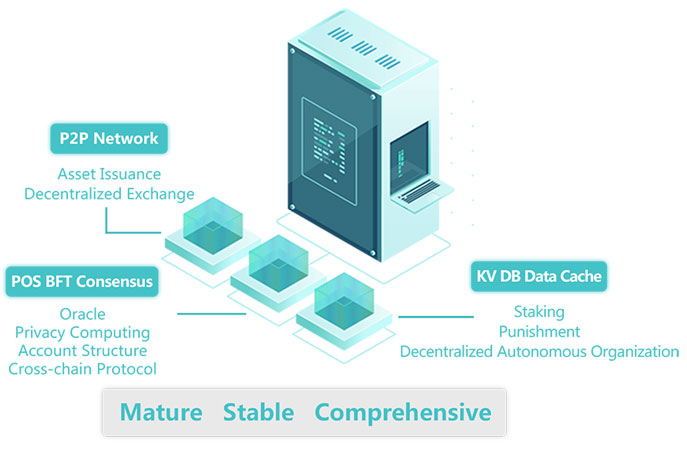 P2P Network
Asset Issuance
Decentralized Exchange
POS BFT Consensus
Oracle
Privacy Computing
Account Structure
Cross-chain Protocol
KV DB Data Cache
Staking
Punishment
Decentralized Autonomous Organization
Mature Stable Comprehensive